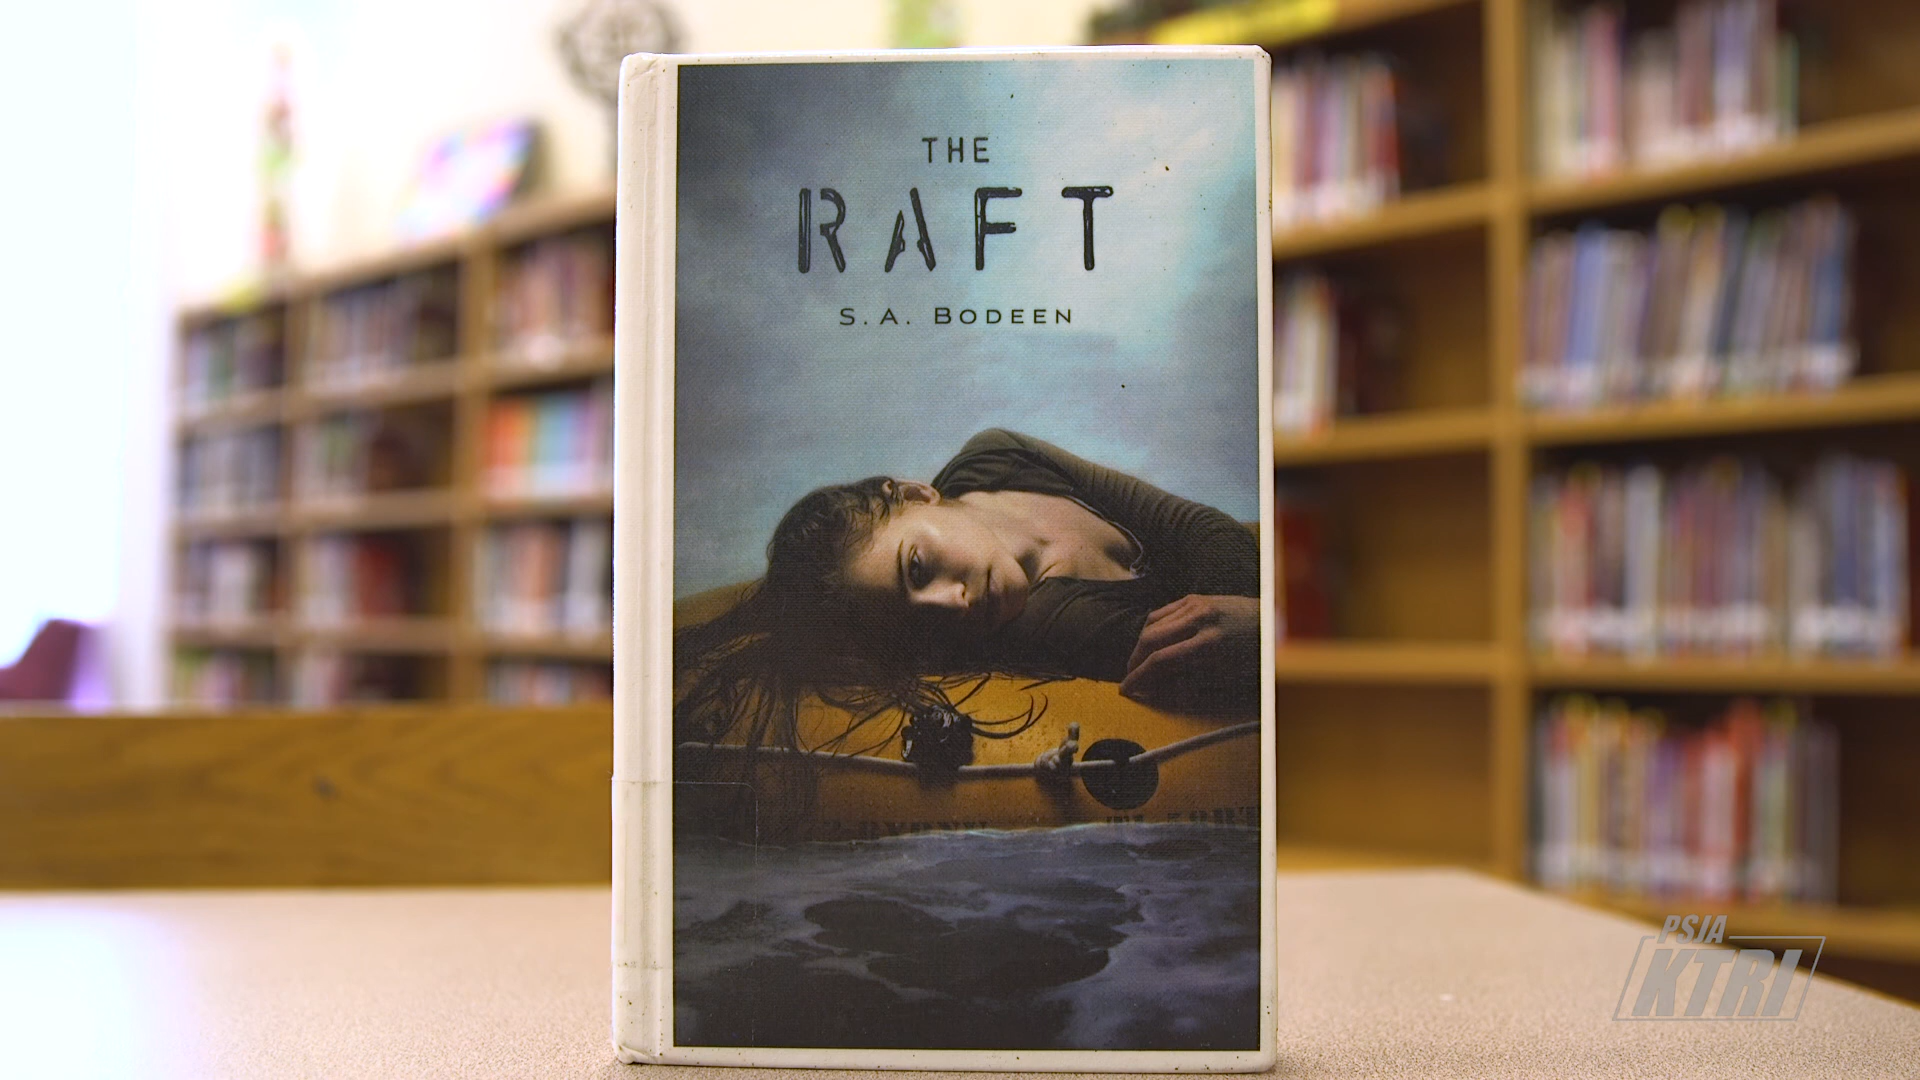 THE
RAFT
S. A. BODEEN
PSJA
KTRI